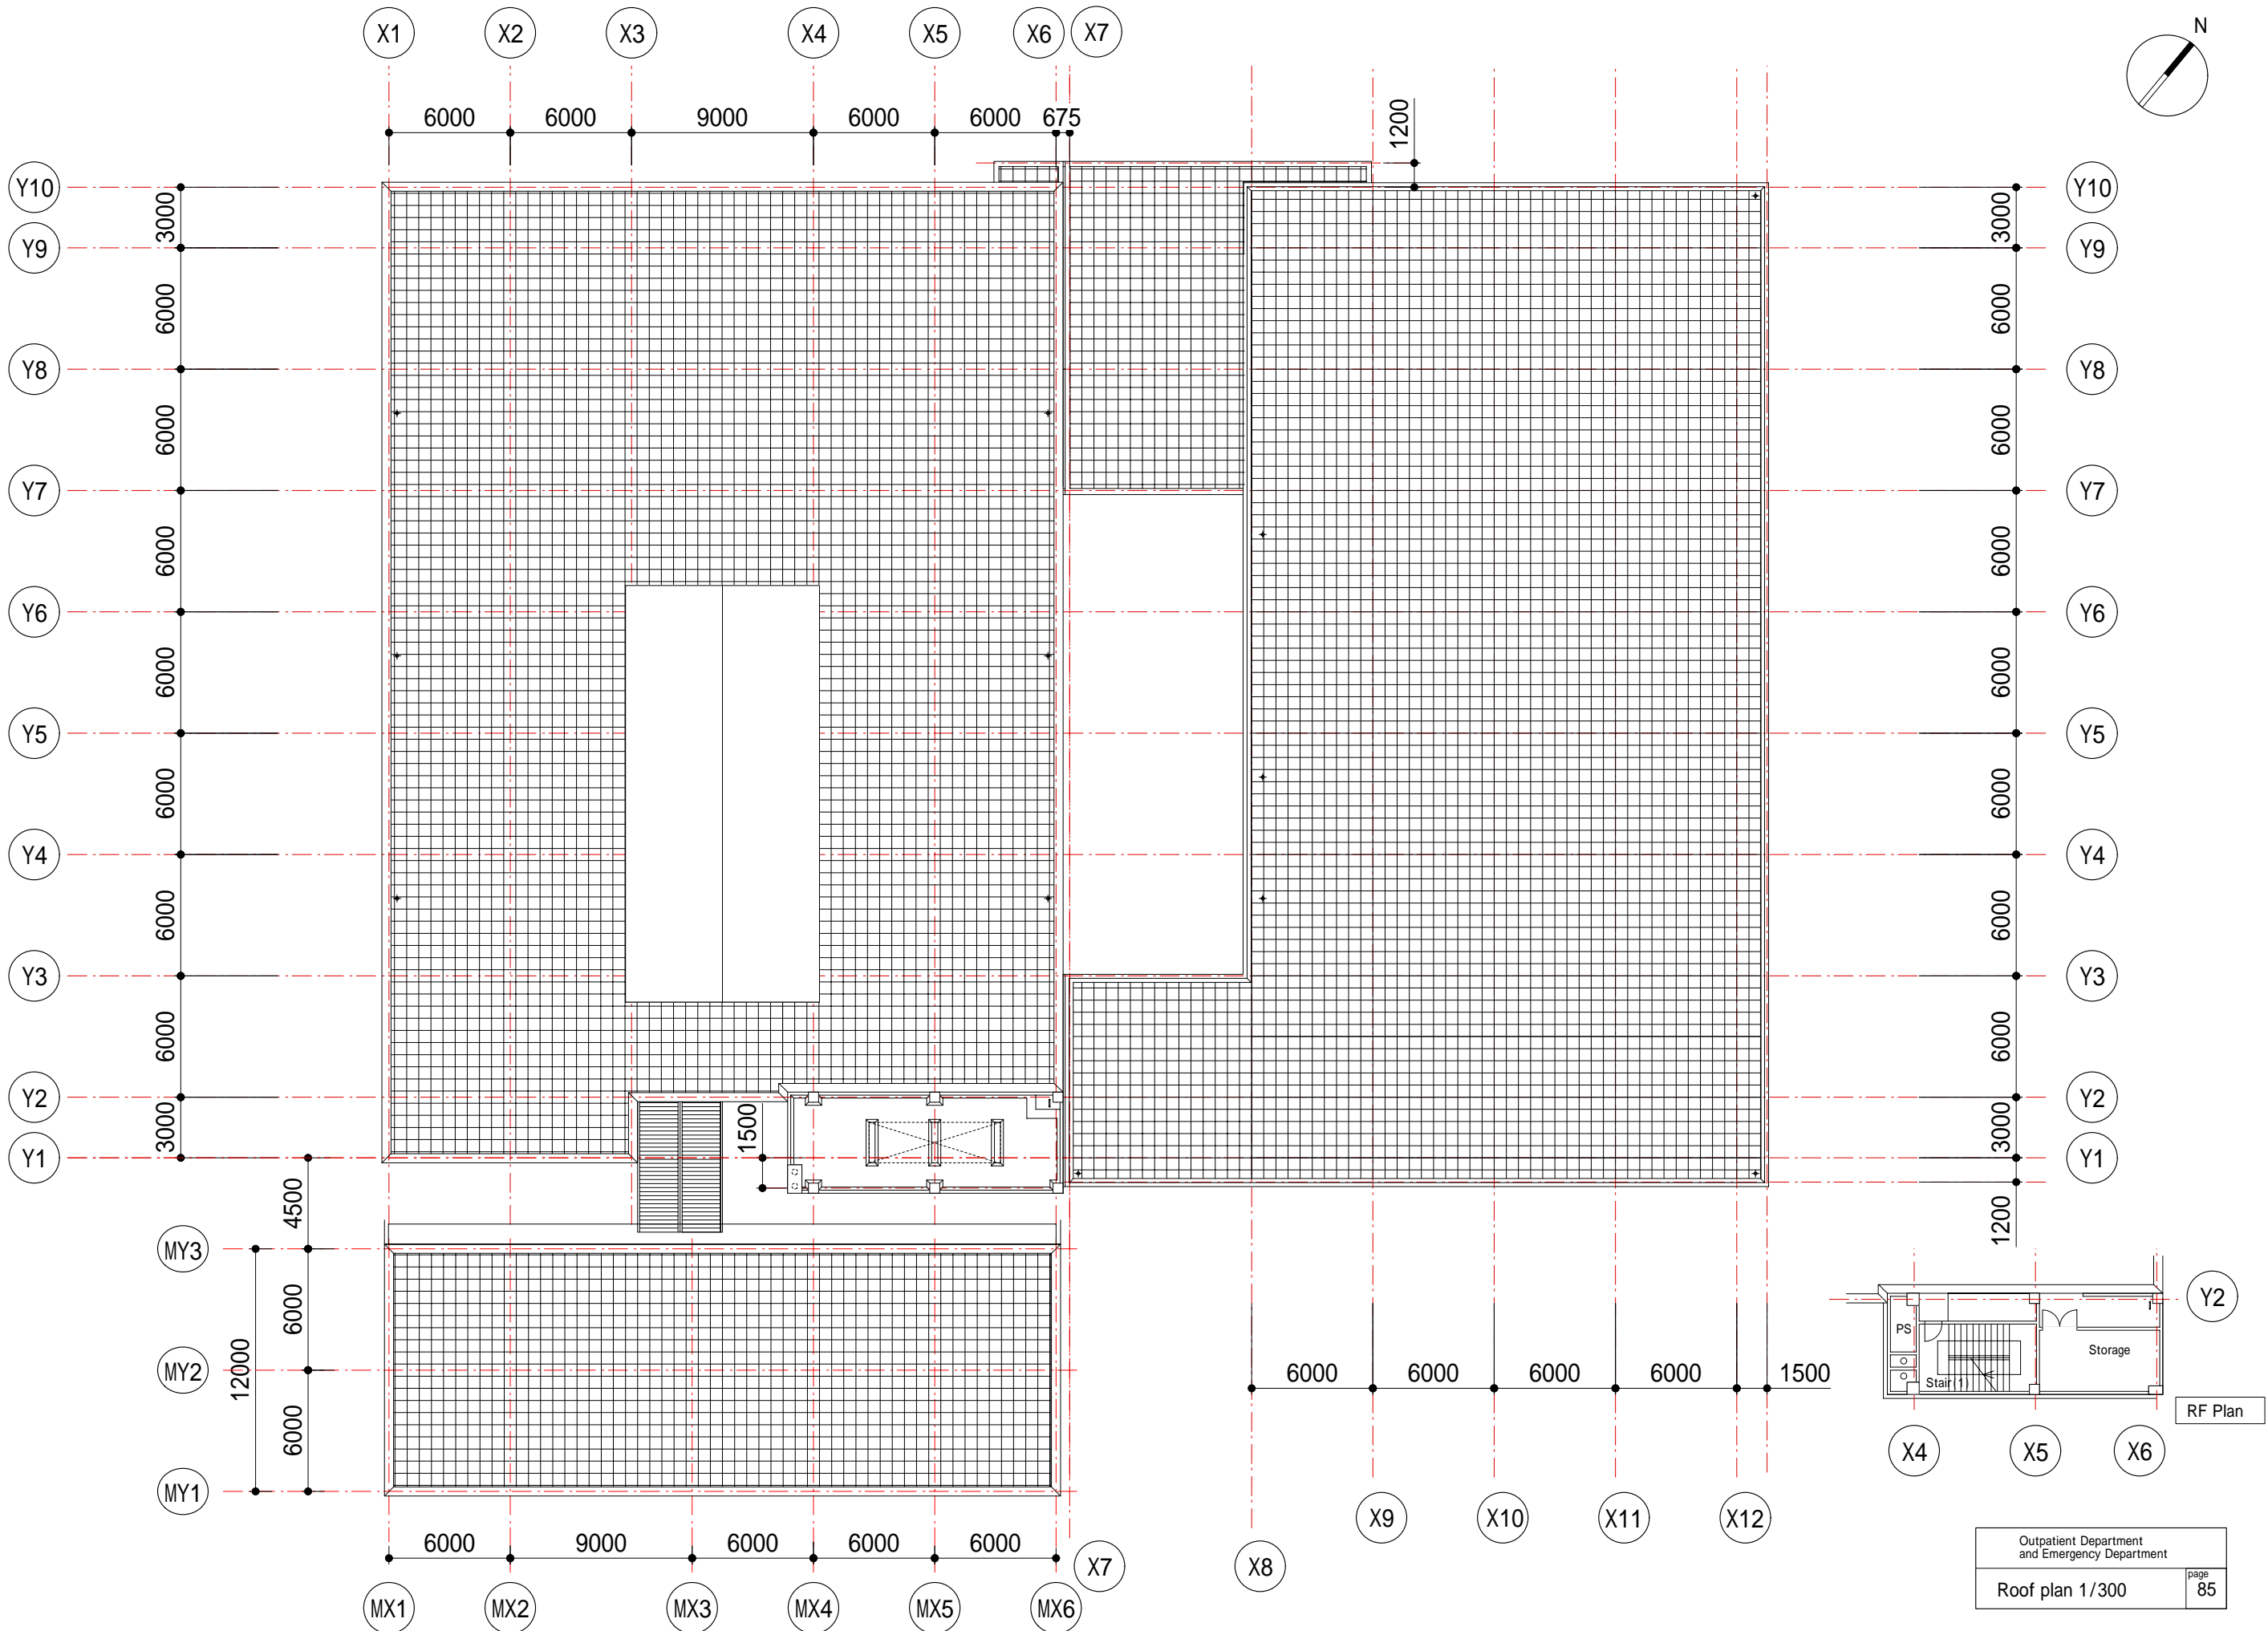 X1 X2 X3 X4 X5 X6 X7
N
6000 6000 9000 6000 6000 675
1200
Y10 Y10
3000 3000
Y9 Y9
6000 6000
Y8 Y8
6000 6000
Y7 Y7
6000 6000
Y6 Y6
6000 6000
Y5 Y5
6000 6000
Y4 Y4
6000 6000
Y3 Y3
6000 6000
Y2 Y2
3000 1500 3000
Y1 Y1
4500 1200
MY3
6000
12000
MY2
6000
MY1
6000 6000 6000 6000 1500
X9 X10 X11 X12
6000 9000 6000 6000 6000
X7 X8
MX1 MX2 MX3 MX4 MX5 MX6
Y2
PS
Storage
Stair(1)
RF Plan
X4 X5 X6
Outpatient Department
and Emergency Department
Roof plan 1/300
page
85